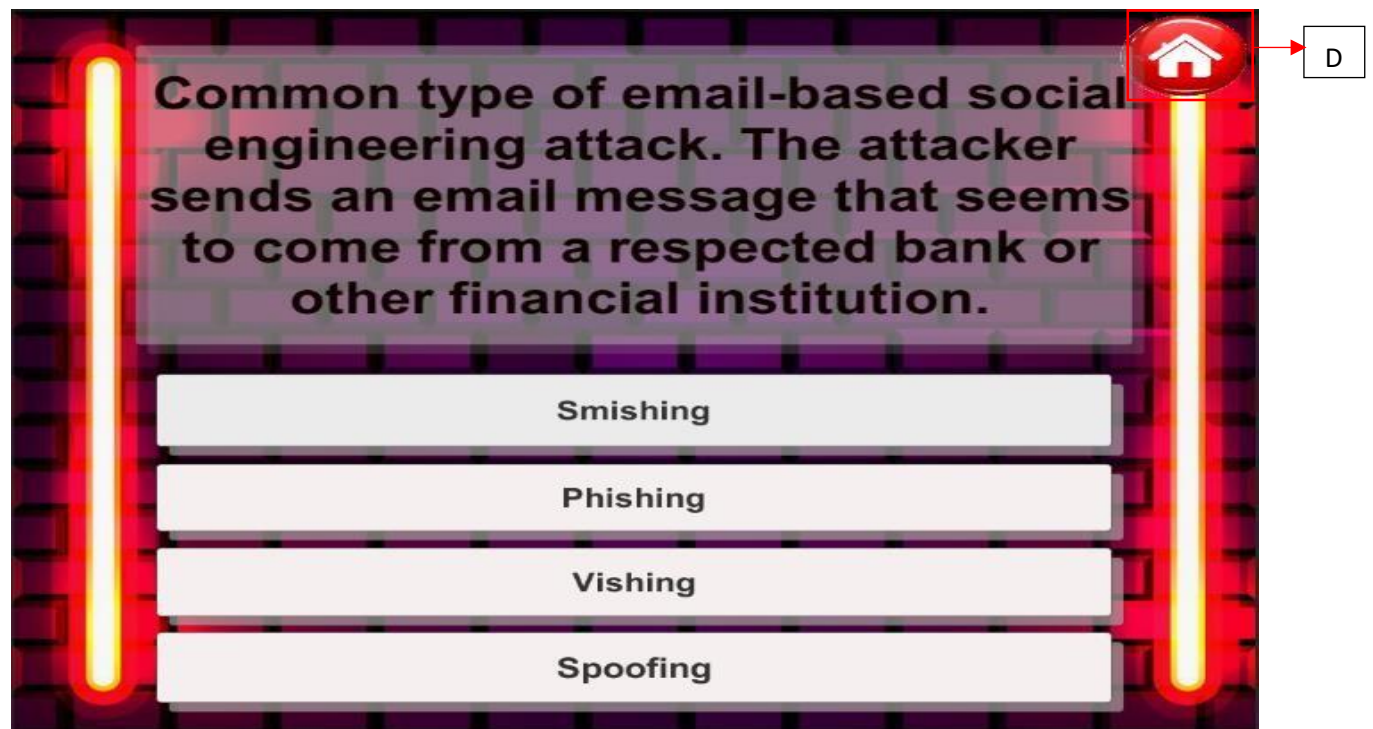 Common type of email-based social
engineering attack. The attacker
sends an email message that seems
to come from a respected bank or
other financial institution.
D
Smishing
Phishing
Vishing
Spoofing